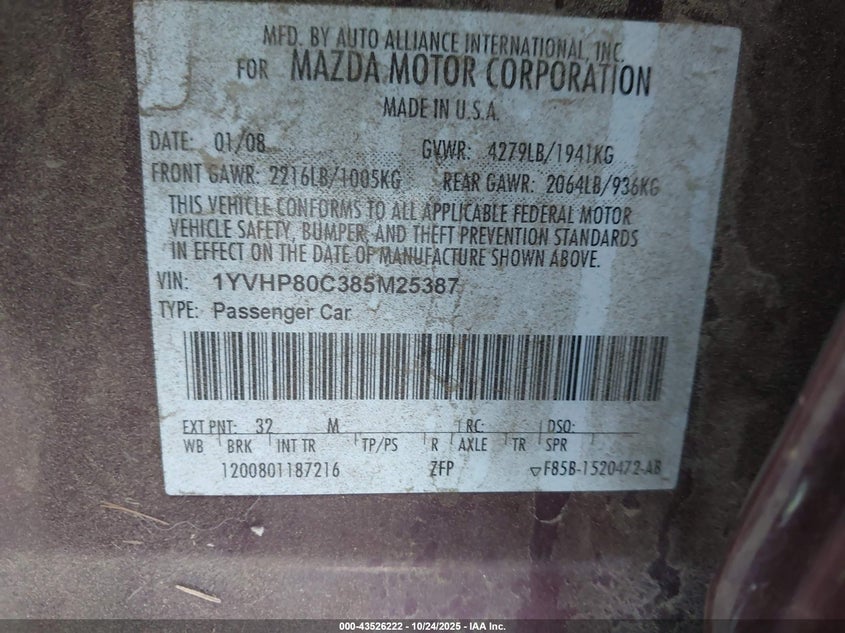 MFD. BY AUTO ALLIANCE INTERNATIONAL, INC.
FOR MAZDA MOTOR CORPORATION
MADE IN U.S.A.
DATE: 01/08 GVWR: 4279LB/1941KG
FRONT GAWR: 2216LB/1005KG REAR GAWR: 2064LB/936KG
THIS VEHICLE CONFORMS TO ALL APPLICABLE FEDERAL MOTOR
VEHICLE SAFETY, BUMPER, AND THEFT PREVENTION STANDARDS
IN EFFECT ON THE DATE OF MANUFACTURE SHOWN ABOVE.
VIN: 1YVHP80C385M25387
TYPE: Passenger Car
EXT PNT: 32 M RC: DSO:
WB BRK INT TR TP/PS R AXLE TR SPR
1200801187216 ZFP ▽F85B-1520472-AB
000-43526222 - 10/24/2025 - IAA Inc.